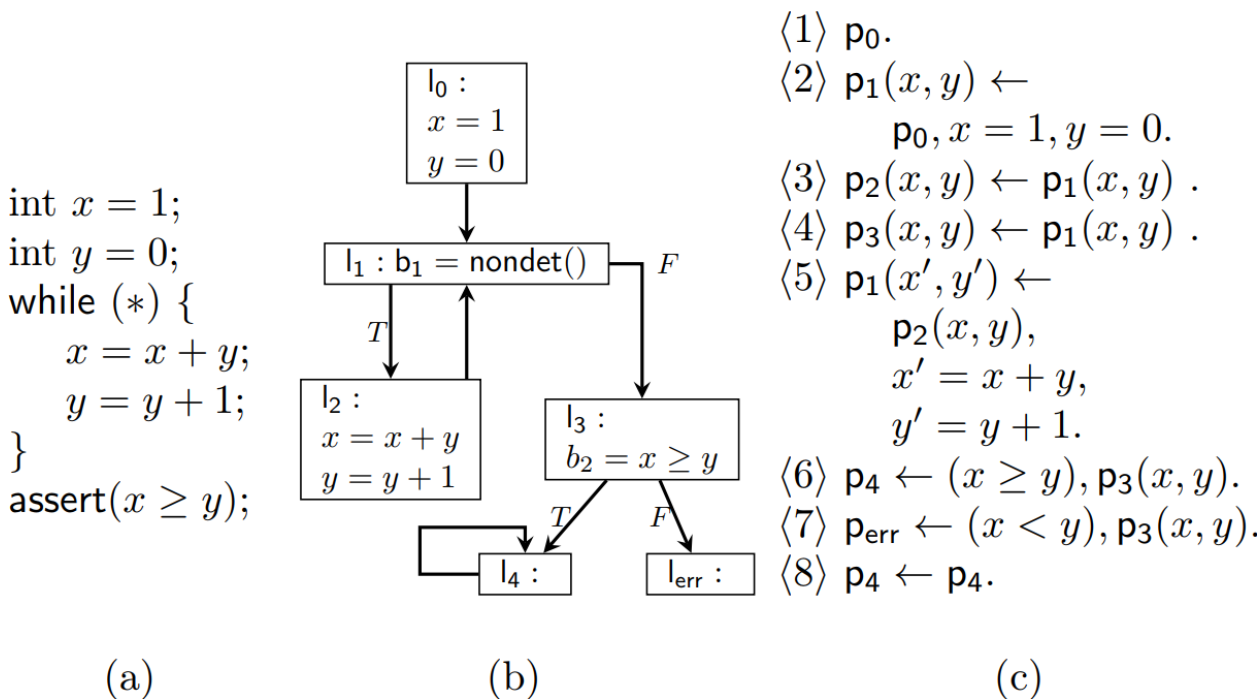 int x = 1;
int y = 0;
while (∗) {
x = x + y;
y = y + 1;
}
assert(x ≥ y);
(a)
l₀ :
x = 1
y = 0
l₁ : b₁ = nondet()
F
T
l₂ :
x = x + y
y = y + 1
l₃ :
b₂ = x ≥ y
T
F
l₄ :
lₑᵣᵣ :
(b)
⟨1⟩ p₀.
⟨2⟩ p₁(x, y) ←
p₀, x = 1, y = 0.
⟨3⟩ p₂(x, y) ← p₁(x, y) .
⟨4⟩ p₃(x, y) ← p₁(x, y) .
⟨5⟩ p₁(x′, y′) ←
p₂(x, y),
x′ = x + y,
y′ = y + 1.
⟨6⟩ p₄ ← (x ≥ y), p₃(x, y).
⟨7⟩ pₑᵣᵣ ← (x < y), p₃(x, y).
⟨8⟩ p₄ ← p₄.
(c)